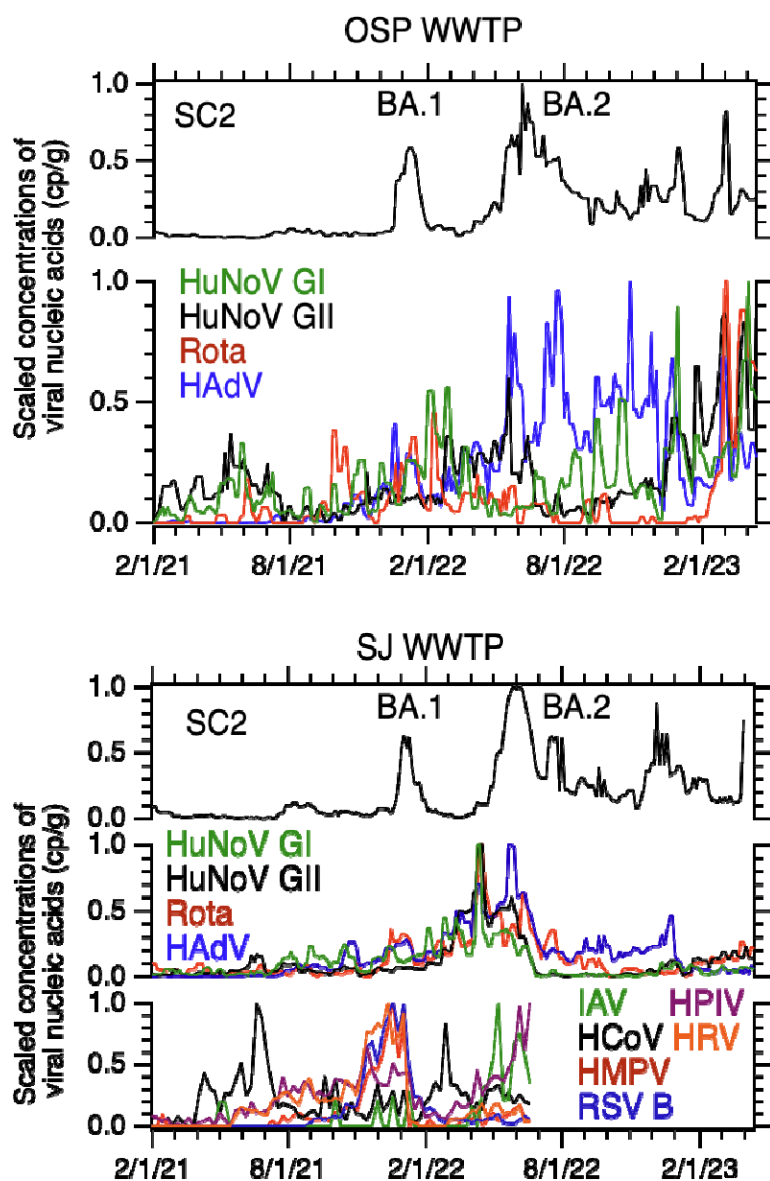 OSP WWTP
Scaled concentrations of
viral nucleic acids (cp/g)
1.0
0.5
0.0
SC2
BA.1
BA.2
1.0
0.5
0.0
HuNoV GI
HuNoV GII
Rota
HAdV
2/1/21 8/1/21 2/1/22 8/1/22 2/1/23
SJ WWTP
Scaled concentrations of
viral nucleic acids (cp/g)
1.0
0.5
0.0
SC2
BA.1
BA.2
1.0
0.5
0.0
HuNoV GI
HuNoV GII
Rota
HAdV
1.0
0.5
0.0
IAV HPIV
HCoV HRV
HMPV
RSV B
2/1/21 8/1/21 2/1/22 8/1/22 2/1/23